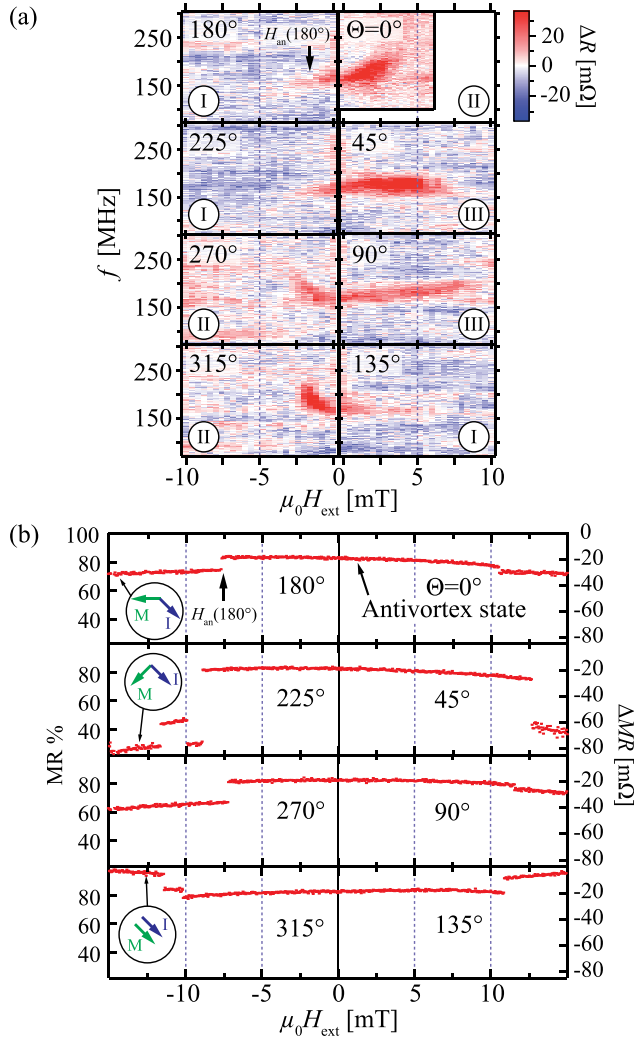 (a)
180°
H_an(180°)
Θ=0°
I
II
225°
45°
I
III
270°
90°
II
III
315°
135°
II
I
250
150
250
150
250
150
250
150
f [MHz]
-10 -5 0 5 10
μ₀H_ext [mT]
20
0
-20
ΔR [mΩ]
(b)
100
80
60
40
80
60
40
80
60
40
80
60
40
MR %
180°
Θ=0°
H_an(180°)
Antivortex state
M I
225°
45°
M I
270°
90°
315°
135°
M I
0
-20
-40
-60
-80
-20
-40
-60
-80
-20
-40
-60
-80
-20
-40
-60
-80
ΔMR [mΩ]
-10 -5 0 5 10
μ₀H_ext [mT]